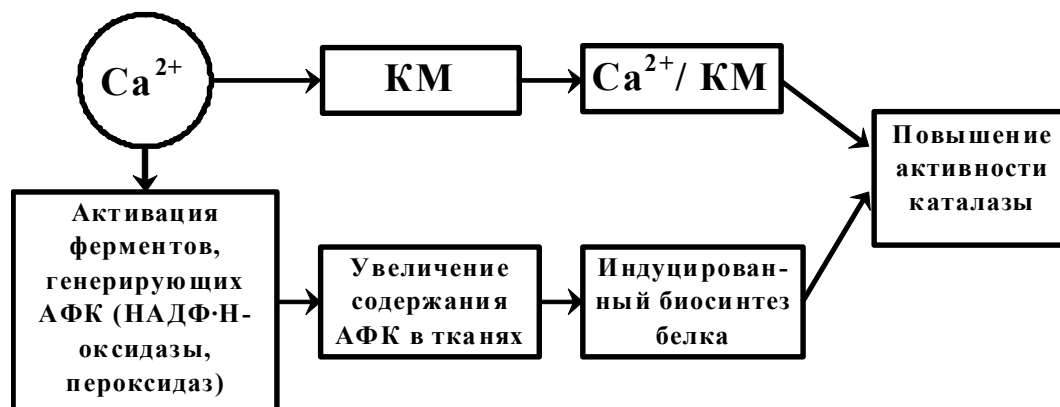 Ca²⁺
КМ
Ca²⁺/ КМ
Повышение
активности
каталазы
Активация
ферментов,
генерирующих
АФК (НАДФ·Н-
оксидазы,
пероксидаз)
Увеличение
содержания
АФК в тканях
Индуцирован-
ный биосинтез
белка